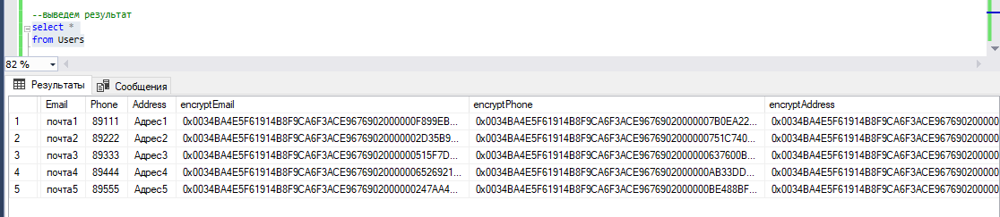 --выведем результат
select *
from Users
82 %
Результаты Сообщения
Email Phone Address encryptEmail encryptPhone encryptAddress
1 почта1 89111 Адрес1 0x0034BA4E5F61914B8F9CA6F3ACE9676902000000F899EB... 0x0034BA4E5F61914B8F9CA6F3ACE96769020000007B0EA22... 0x0034BA4E5F61914B8F9CA6F3ACE967690200000
2 почта2 89222 Адрес2 0x0034BA4E5F61914B8F9CA6F3ACE96769020000002D35B9... 0x0034BA4E5F61914B8F9CA6F3ACE9676902000000751C740... 0x0034BA4E5F61914B8F9CA6F3ACE967690200000
3 почта3 89333 Адрес3 0x0034BA4E5F61914B8F9CA6F3ACE9676902000000515F7D... 0x0034BA4E5F61914B8F9CA6F3ACE9676902000000637600B... 0x0034BA4E5F61914B8F9CA6F3ACE967690200000
4 почта4 89444 Адрес4 0x0034BA4E5F61914B8F9CA6F3ACE96769020000006526921... 0x0034BA4E5F61914B8F9CA6F3ACE9676902000000AB33DD... 0x0034BA4E5F61914B8F9CA6F3ACE967690200000
5 почта5 89555 Адрес5 0x0034BA4E5F61914B8F9CA6F3ACE9676902000000247AA4... 0x0034BA4E5F61914B8F9CA6F3ACE9676902000000BE488BF... 0x0034BA4E5F61914B8F9CA6F3ACE967690200000